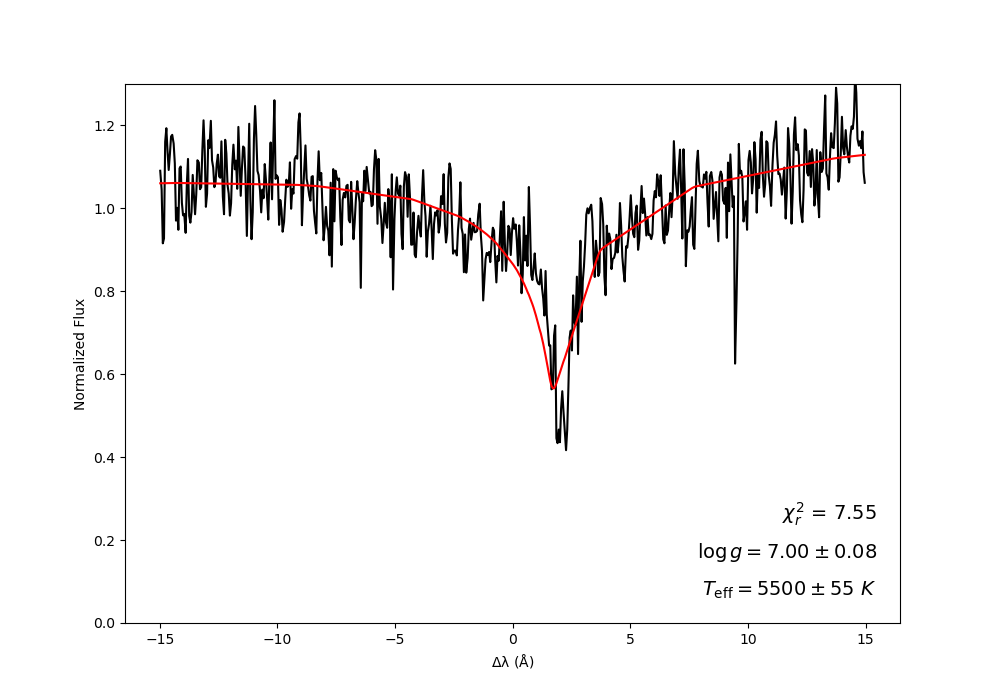 1.2
1.0
0.8
0.6
0.4
0.2
0.0
Normalized Flux
χ²ᵣ = 7.55
log g = 7.00 ± 0.08
T_eff = 5500 ± 55 K
−15 −10 −5 0 5 10 15
Δλ (Å)